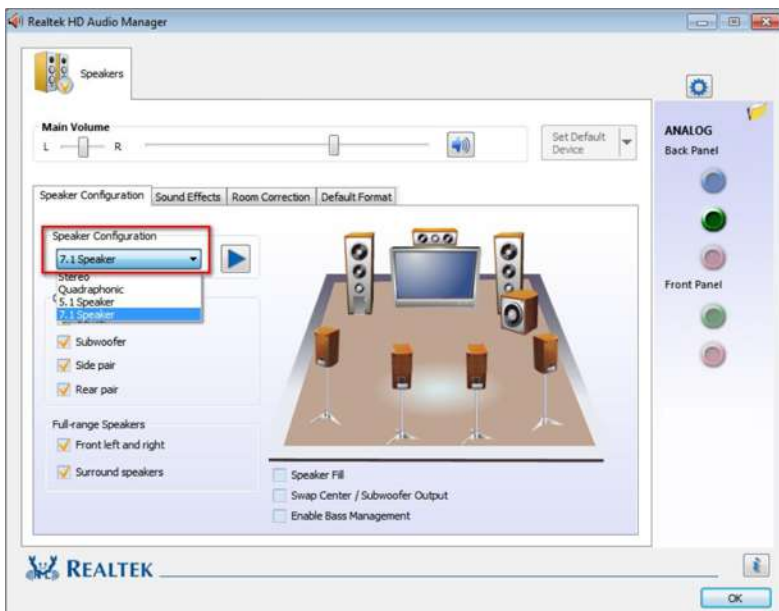 Realtek HD Audio Manager
Speakers
Main Volume
L R
Set Default
Device
Speaker Configuration Sound Effects Room Correction Default Format
Speaker Configuration
7.1 Speaker
Stereo
Quadraphonic
5.1 Speaker
7.1 Speaker
Subwoofer
Side pair
Rear pair
Full-range Speakers
Front left and right
Surround speakers
Speaker Fill
Swap Center / Subwoofer Output
Enable Bass Management
ANALOG
Back Panel
Front Panel
REALTEK
i
OK